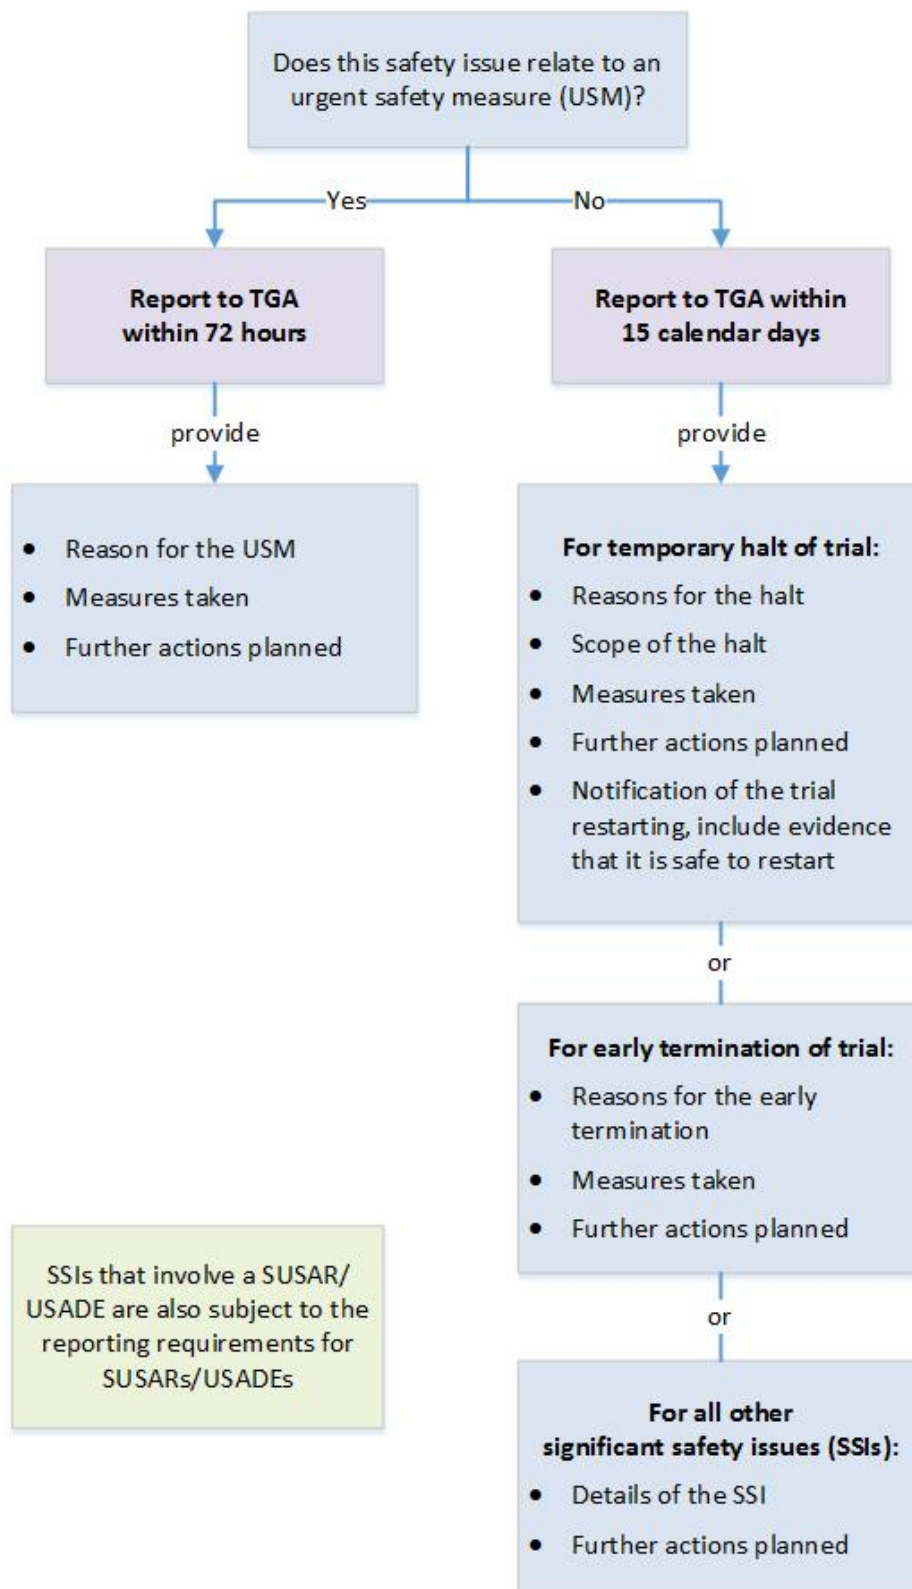 Does this safety issue relate to an
urgent safety measure (USM)?
Yes
No
Report to TGA
within 72 hours
Report to TGA within
15 calendar days
provide
provide
• Reason for the USM
• Measures taken
• Further actions planned
For temporary halt of trial:
• Reasons for the halt
• Scope of the halt
• Measures taken
• Further actions planned
• Notification of the trial
restarting, include evidence
that it is safe to restart
or
For early termination of trial:
• Reasons for the early
termination
• Measures taken
• Further actions planned
SSIs that involve a SUSAR/
USADE are also subject to the
reporting requirements for
SUSARs/USADEs
or
For all other
significant safety issues (SSIs):
• Details of the SSI
• Further actions planned